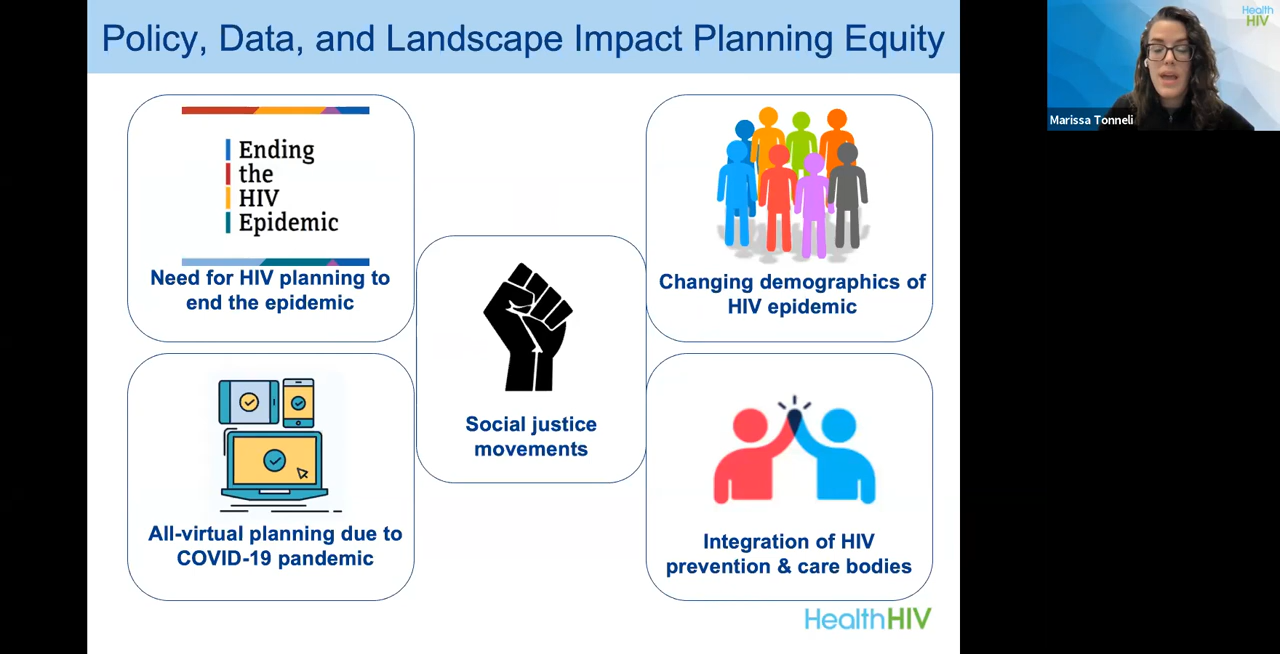 Policy, Data, and Landscape Impact Planning Equity
Ending
the
HIV
Epidemic
Need for HIV planning to
end the epidemic
Changing demographics of
HIV epidemic
Social justice
movements
All-virtual planning due to
COVID-19 pandemic
Integration of HIV
prevention & care bodies
HealthHIV
Health
HIV
Marissa Tonneli